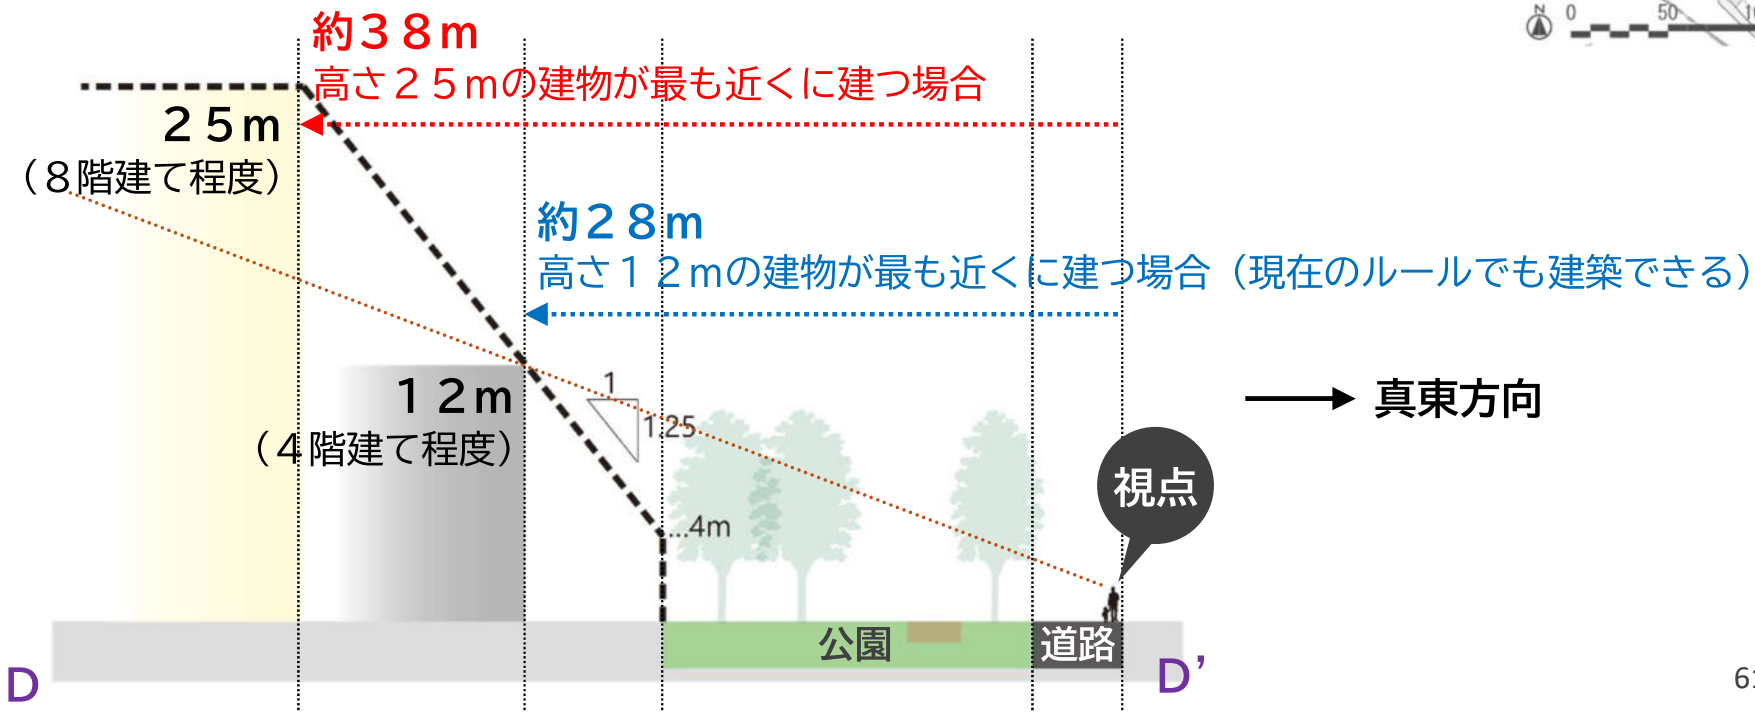 約３８ｍ
高さ２５ｍの建物が最も近くに建つ場合
２５ｍ
（８階建て程度）
約２８ｍ
高さ１２ｍの建物が最も近くに建つ場合（現在のルールでも建築できる）
１２ｍ
（４階建て程度）
1
1.25
...4m
真東方向
視点
公園
道路
D
D’
N
0
50